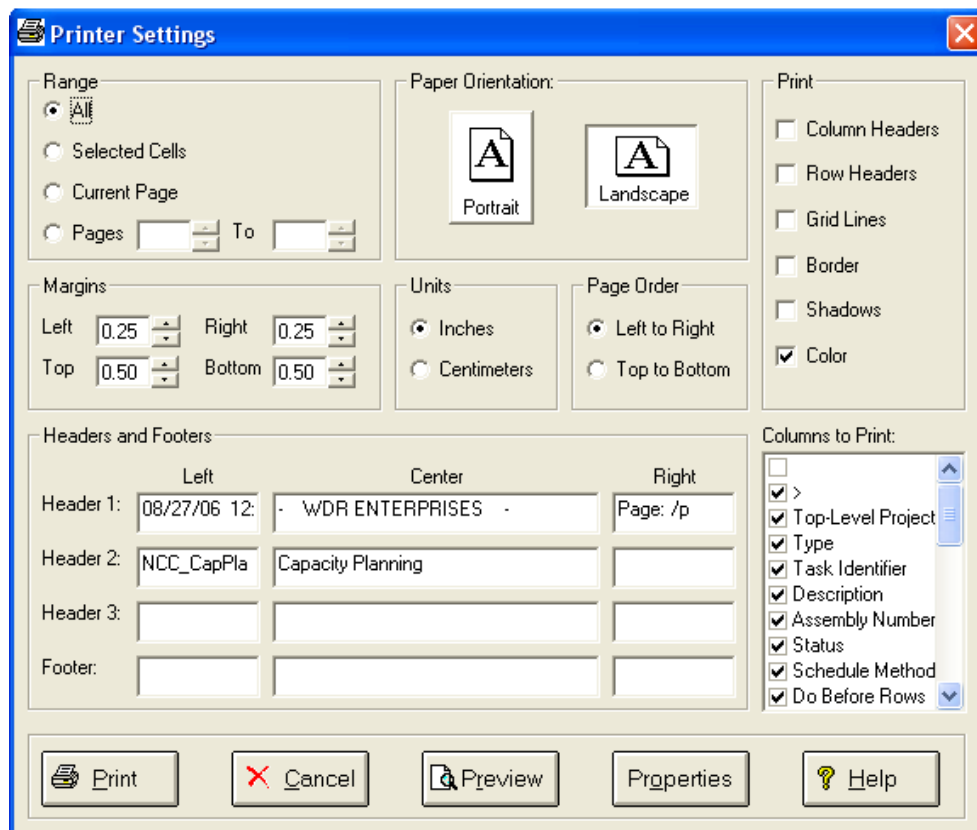 Printer Settings
Range
All
Selected Cells
Current Page
Pages To
Paper Orientation:
A
Portrait
A
Landscape
Print
Column Headers
Row Headers
Grid Lines
Border
Shadows
Color
Margins
Left 0.25 Right 0.25
Top 0.50 Bottom 0.50
Units
Inches
Centimeters
Page Order
Left to Right
Top to Bottom
Headers and Footers
Left Center Right
Header 1: 08/27/06 12: - WDR ENTERPRISES - Page: /p
Header 2: NCC_CapPla Capacity Planning
Header 3:
Footer:
Columns to Print:
>
Top-Level Project
Type
Task Identifier
Description
Assembly Number
Status
Schedule Method
Do Before Rows
Print Cancel Preview Properties ? Help